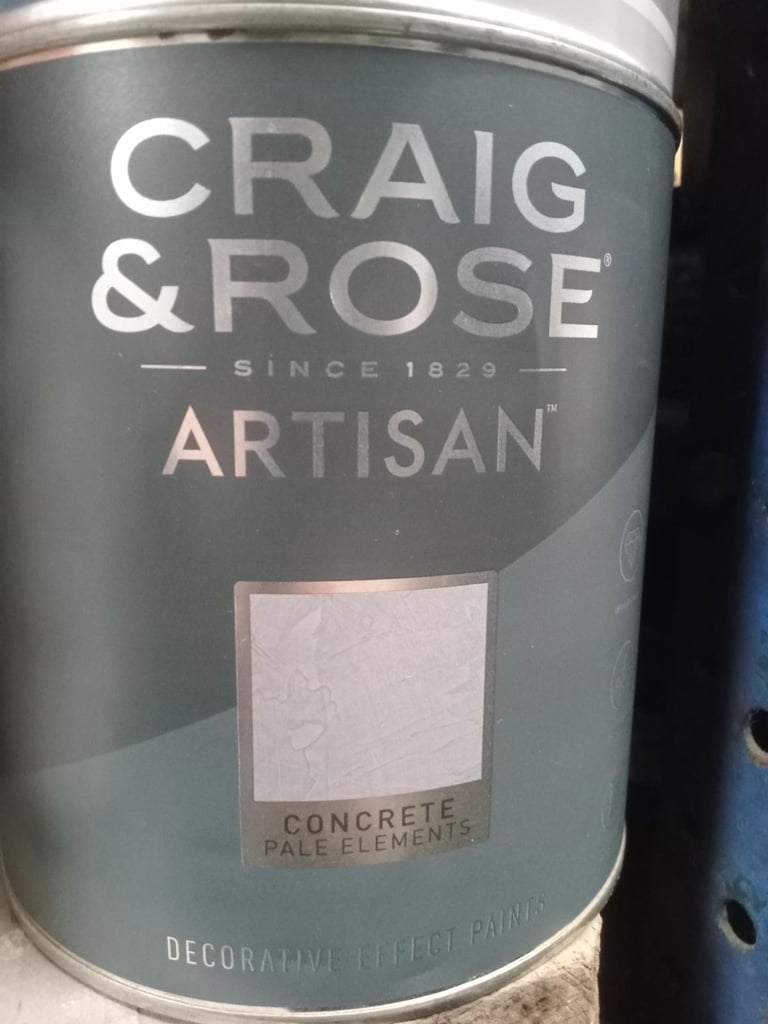 CRAIG
&ROSE®
SINCE 1829
ARTISAN™
CONCRETE
PALE ELEMENTS
DECORATIVE EFFECT PAINTS